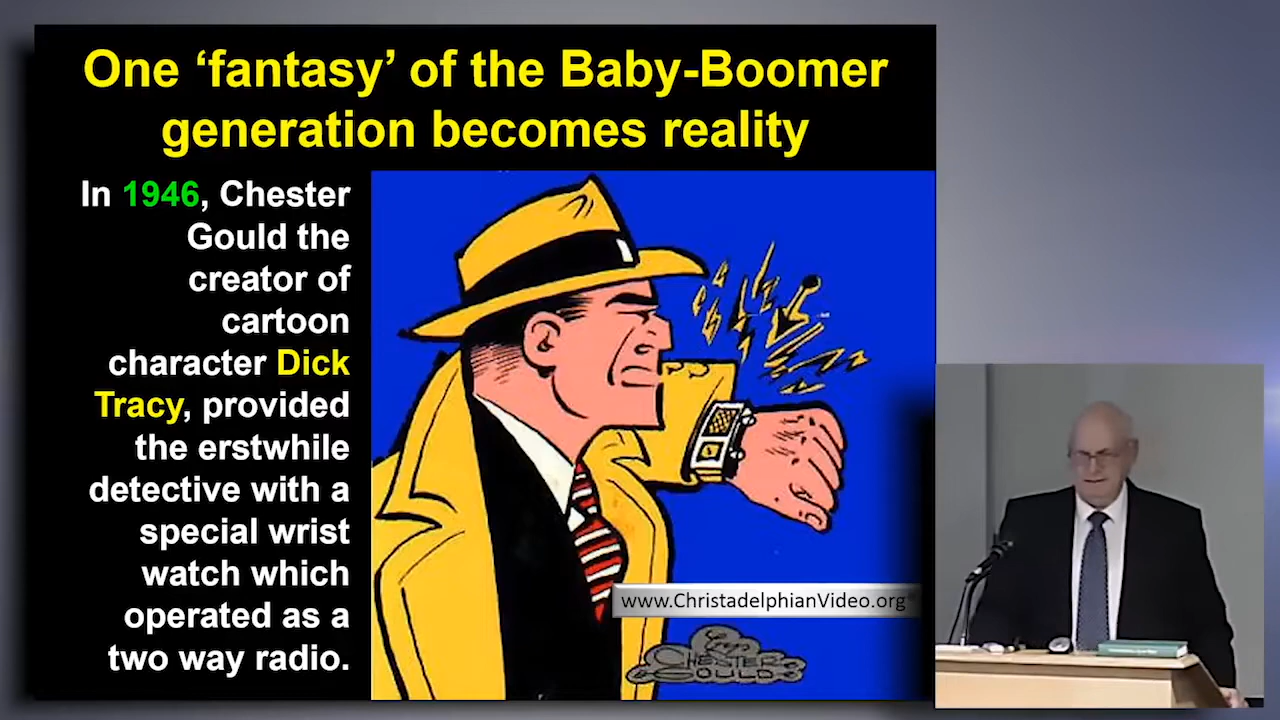 One ‘fantasy’ of the Baby-Boomer
generation becomes reality
In 1946, Chester
Gould the
creator of
cartoon
character Dick
Tracy, provided
the erstwhile
detective with a
special wrist
watch which
operated as a
two way radio.
www.ChristadelphianVideo.org
CHESTER
GOULD